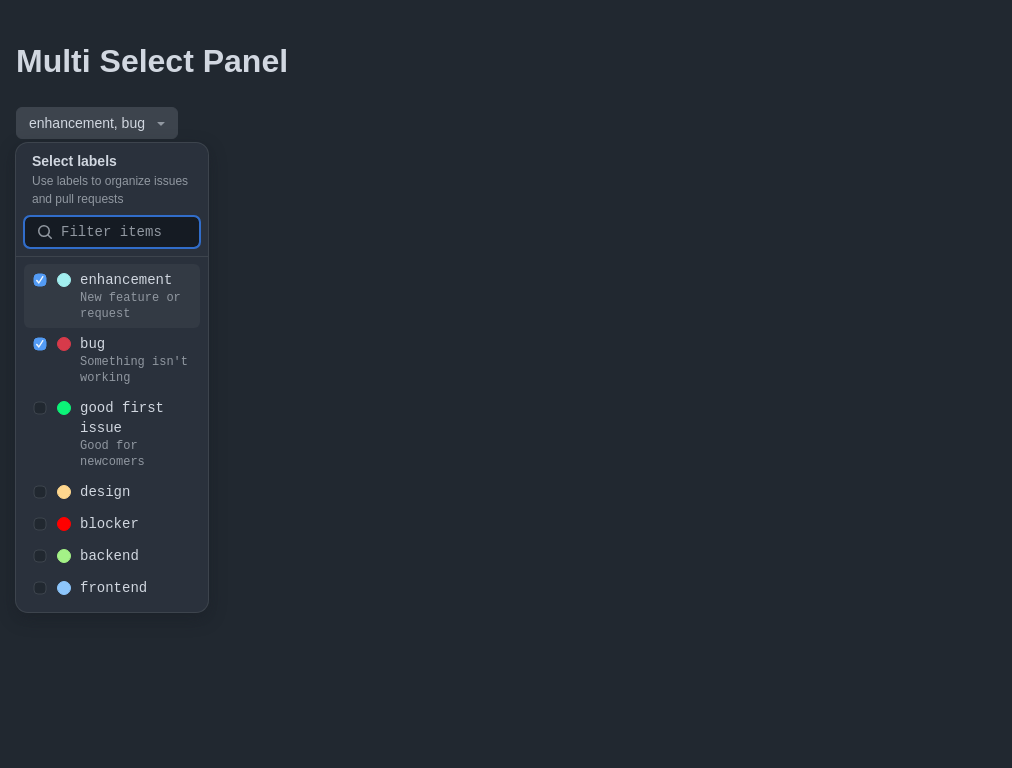 Multi Select Panel
enhancement, bug
Select labels
Use labels to organize issues
and pull requests
Filter items
enhancement
New feature or
request
bug
Something isn't
working
good first
issue
Good for
newcomers
design
blocker
backend
frontend